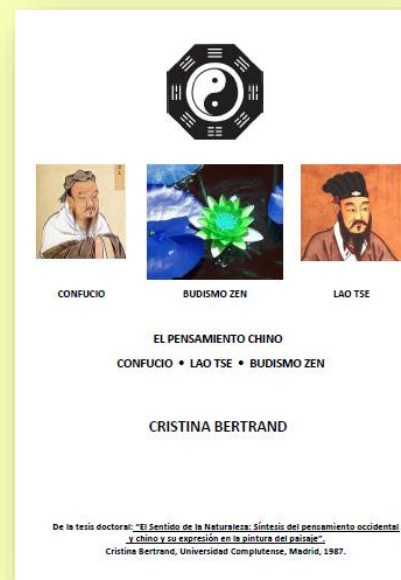 CONFUCIO BUDISMO ZEN LAO TSE
EL PENSAMIENTO CHINO
CONFUCIO • LAO TSE • BUDISMO ZEN
CRISTINA BERTRAND
De la tesis doctoral: "El Sentido de la Naturaleza: Síntesis del pensamiento occidental
y chino y su expresión en la pintura del paisaje".
Cristina Bertrand, Universidad Complutense, Madrid, 1987.